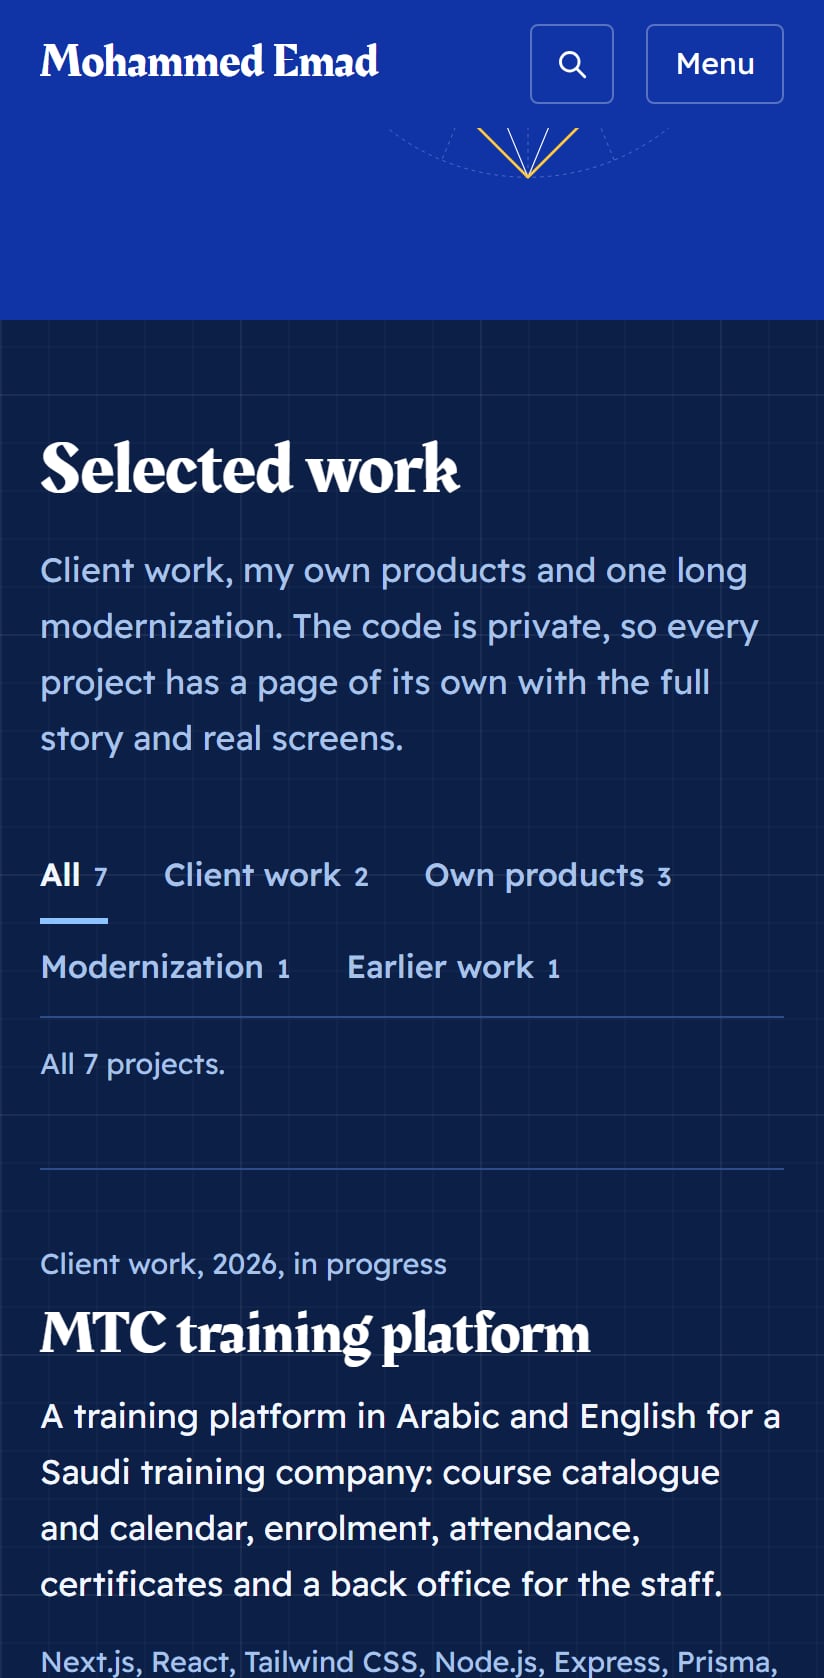 Mohammed Emad
Menu
Selected work
Client work, my own products and one long
modernization. The code is private, so every
project has a page of its own with the full
story and real screens.
All 7 Client work 2 Own products 3
Modernization 1 Earlier work 1
All 7 projects.
Client work, 2026, in progress
MTC training platform
A training platform in Arabic and English for a
Saudi training company: course catalogue
and calendar, enrolment, attendance,
certificates and a back office for the staff.
Next.js, React, Tailwind CSS, Node.js, Express, Prisma,